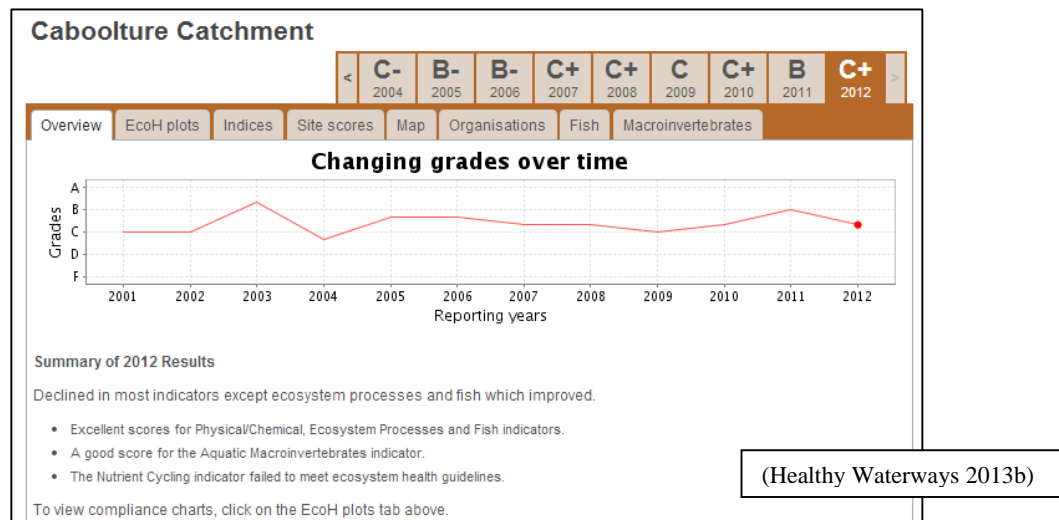 Caboolture Catchment
< C- B- B- C+ C+ C C+ B C+ >
2004 2005 2006 2007 2008 2009 2010 2011 2012
Overview EcoH plots Indices Site scores Map Organisations Fish Macroinvertebrates
Changing grades over time
Grades
A
B
C
D
F
2001 2002 2003 2004 2005 2006 2007 2008 2009 2010 2011 2012
Reporting years
Summary of 2012 Results
Declined in most indicators except ecosystem processes and fish which improved.
• Excellent scores for Physical/Chemical, Ecosystem Processes and Fish indicators.
• A good score for the Aquatic Macroinvertebrates indicator.
• The Nutrient Cycling indicator failed to meet ecosystem health guidelines.
(Healthy Waterways 2013b)
To view compliance charts, click on the EcoH plots tab above.